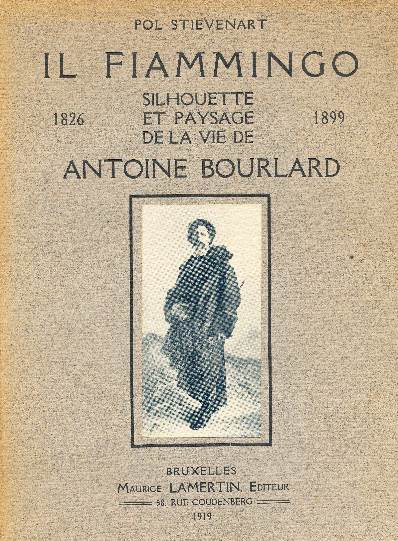 POL STIEVENART
IL FIAMMINGO
SILHOUETTE
1826 ET PAYSAGE 1899
DE LA VIE DE
ANTOINE BOURLARD
BRUXELLES
MAURICE LAMERTIN, EDITEUR
58, RUE COUDENBERG
1919